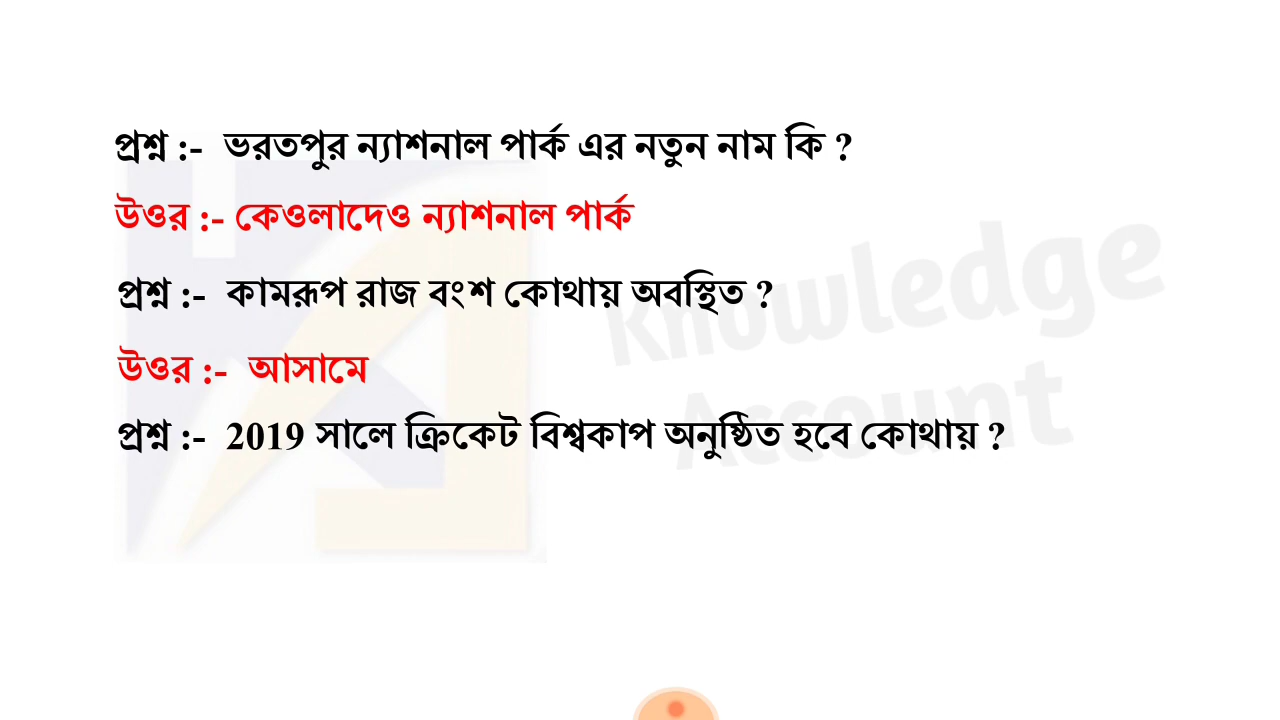 প্রশ্ন :- ভরতপুর ন্যাশনাল পার্ক এর নতুন নাম কি ?
উওর :- কেওলাদেও ন্যাশনাল পার্ক
প্রশ্ন :- কামরূপ রাজ বংশ কোথায় অবস্থিত ?
উওর :- আসামে
প্রশ্ন :- 2019 সালে ক্রিকেট বিশ্বকাপ অনুষ্ঠিত হবে কোথায় ?
Knowledge
Account